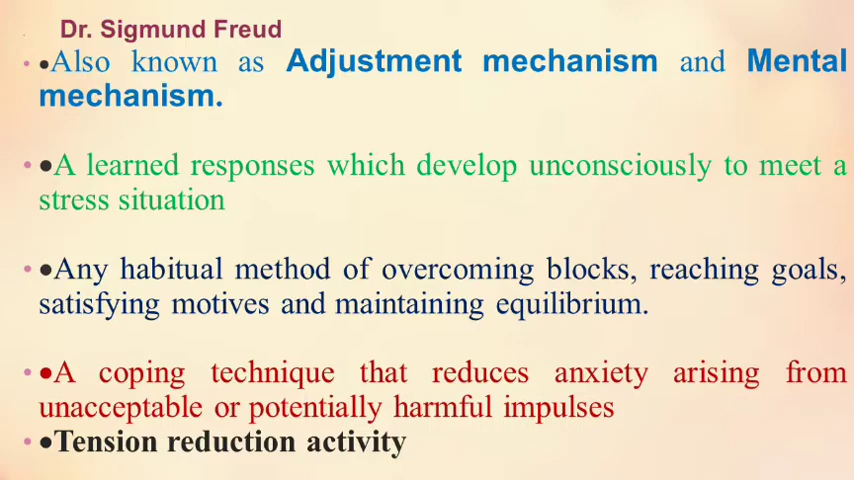 Dr. Sigmund Freud
• •Also known as Adjustment mechanism and Mental
mechanism.
• •A learned responses which develop unconsciously to meet a
stress situation
• •Any habitual method of overcoming blocks, reaching goals,
satisfying motives and maintaining equilibrium.
• •A coping technique that reduces anxiety arising from
unacceptable or potentially harmful impulses
• •Tension reduction activity